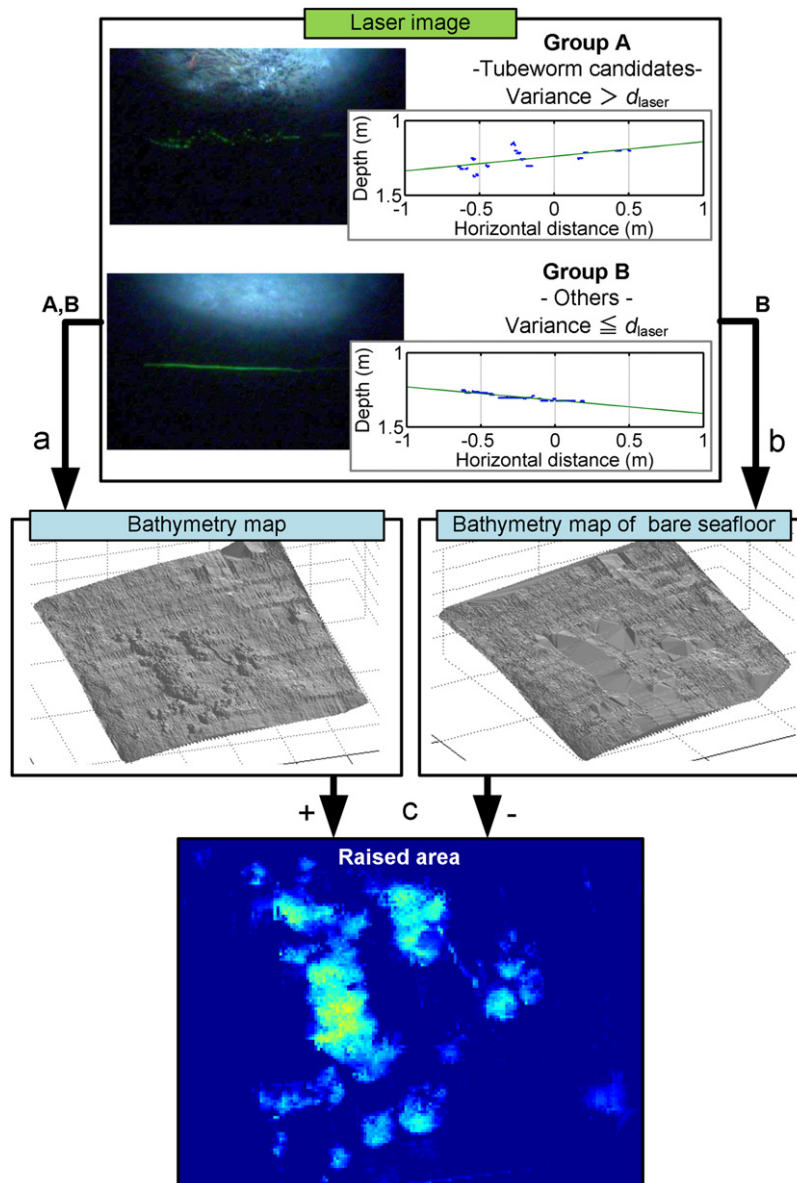 Laser image
Group A
-Tubeworm candidates-
Variance > dlaser
1
Depth (m)
1.5
-1 -0.5 0 0.5 1
Horizontal distance (m)
Group B
- Others -
Variance ≦ dlaser
1
Depth (m)
1.5
-1 -0.5 0 0.5 1
Horizontal distance (m)
A,B
B
a
b
Bathymetry map
Bathymetry map of bare seafloor
+ C -
Raised area